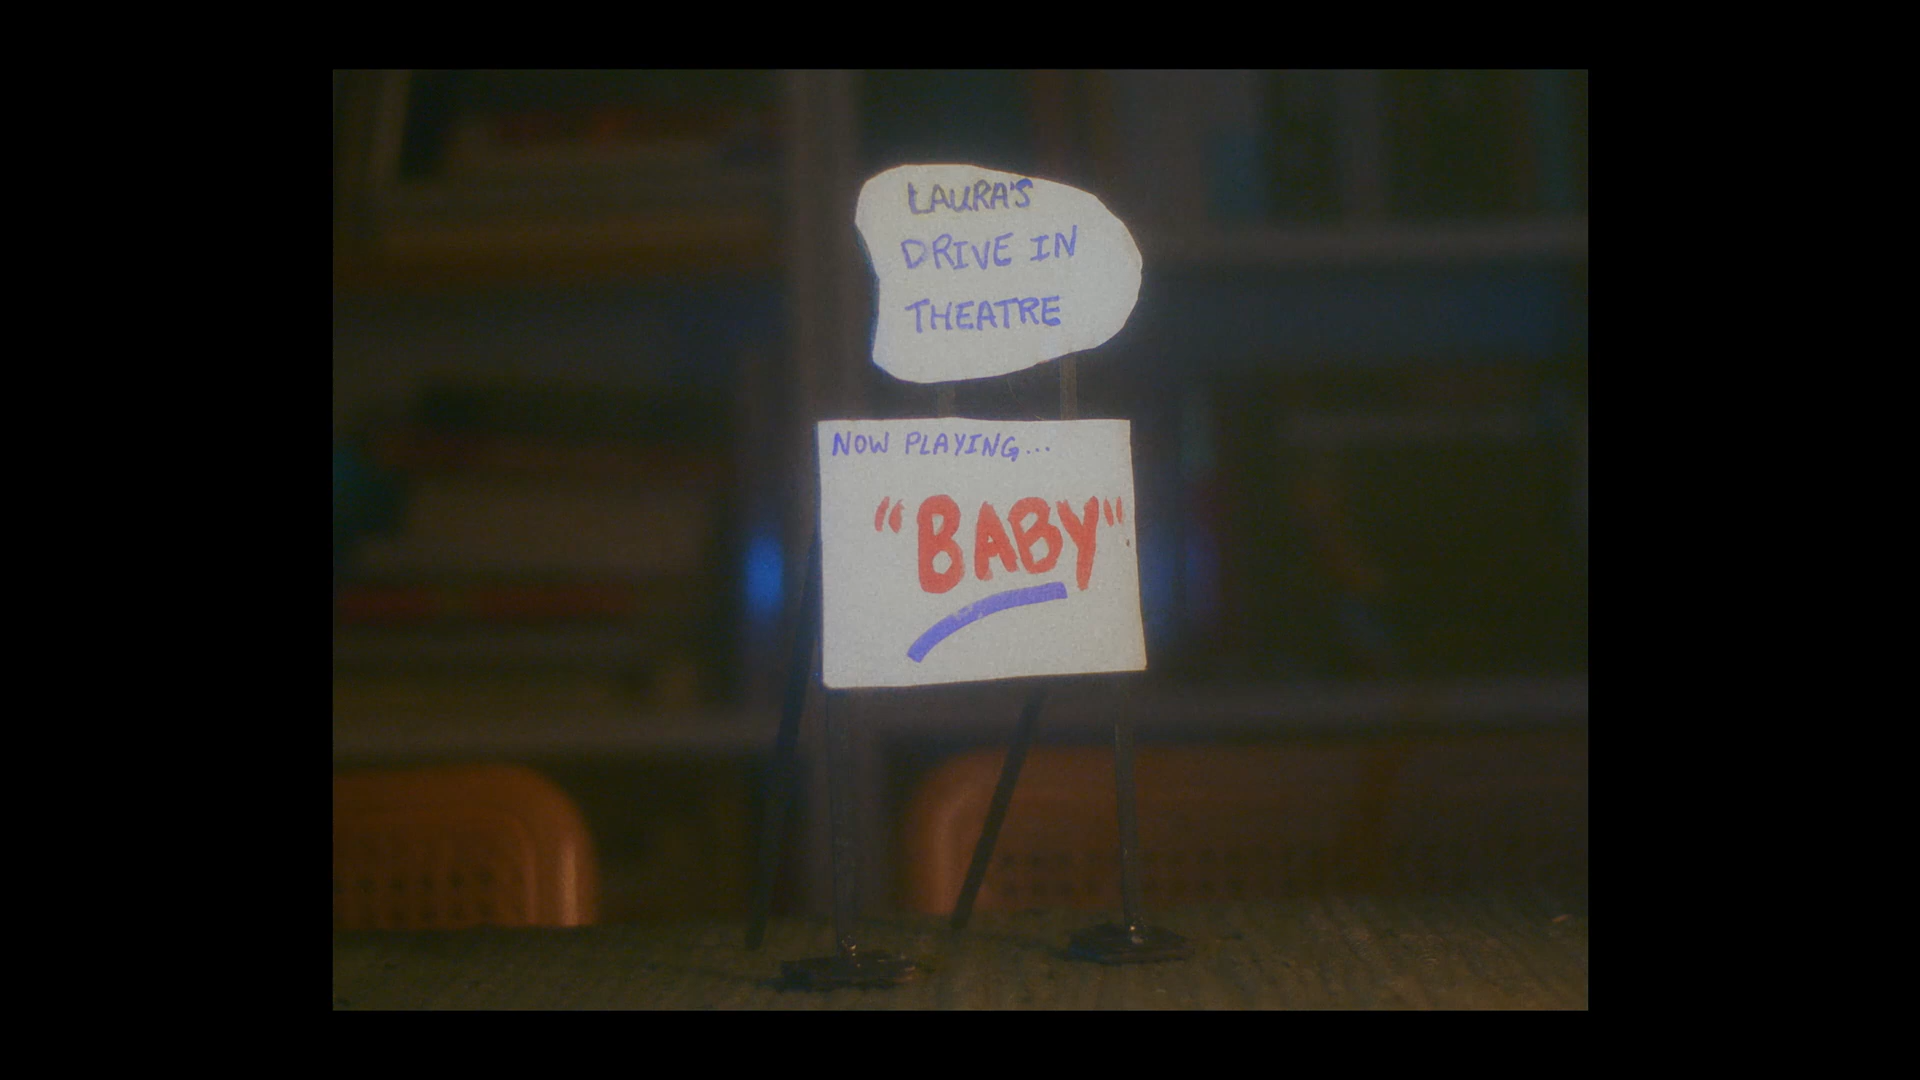 LAURA'S
DRIVE IN
THEATRE
NOW PLAYING...
"BABY"